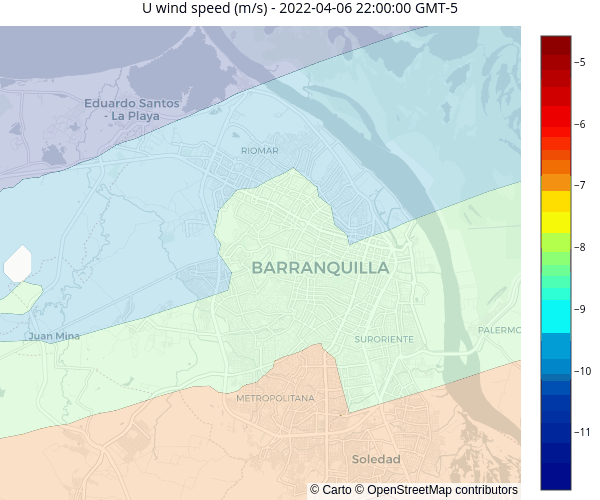 U wind speed (m/s) - 2022-04-06 22:00:00 GMT-5
Eduardo Santos
- La Playa
RIOMAR
BARRANQUILLA
Juan Mina
SURORIENTE
PALERMO
METROPOLITANA
Soledad
© Carto © OpenStreetMap contributors
−5
−6
−7
−8
−9
−10
−11